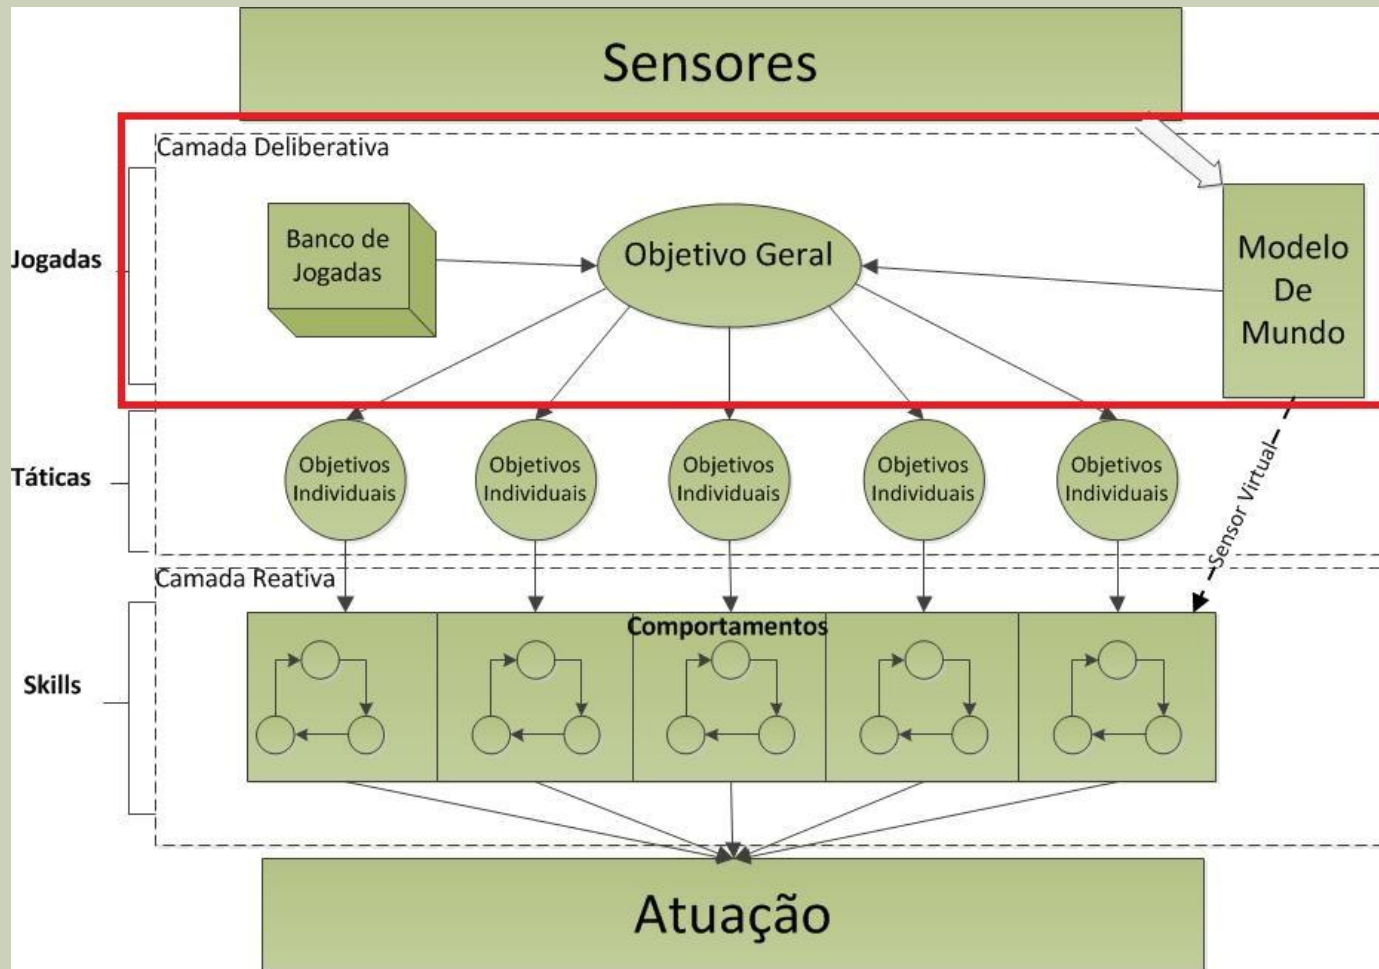 Sensores
Camada Deliberativa
Jogadas
Banco de
Jogadas
Objetivo Geral
Modelo
De
Mundo
Táticas
Objetivos
Individuais
Objetivos
Individuais
Objetivos
Individuais
Objetivos
Individuais
Objetivos
Individuais
Sensor Virtual
Camada Reativa
Skills
Comportamentos
Atuação